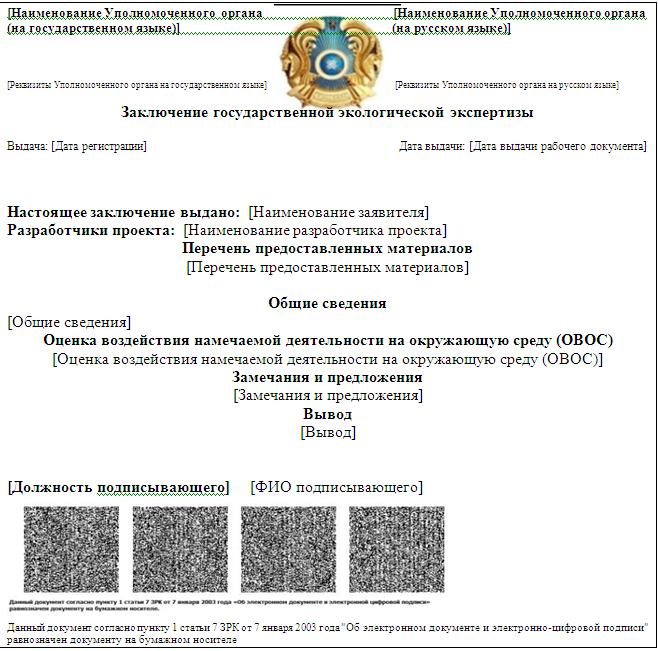 [Наименование Уполномоченного органа
(на государственном языке)]
[Наименование Уполномоченного органа
(на русском языке)]
[Реквизиты Уполномоченного органа на государственном языке]
[Реквизиты Уполномоченного органа на русском языке]
Заключение государственной экологической экспертизы
Выдача: [Дата регистрации]
Дата выдачи: [Дата выдачи рабочего документа]
Настоящее заключение выдано: [Наименование заявителя]
Разработчики проекта: [Наименование разработчика проекта]
Перечень предоставленных материалов
[Перечень предоставленных материалов]
Общие сведения
[Общие сведения]
Оценка воздействия намечаемой деятельности на окружающую среду (ОВОС)
[Оценка воздействия намечаемой деятельности на окружающую среду (ОВОС)]
Замечания и предложения
[Замечания и предложения]
Вывод
[Вывод]
[Должность подписывающего] [ФИО подписывающего]
Данный документ согласно пункту 1 статьи 7 ЗРК от 7 января 2003 года «Об электронном документе и электронной цифровой подписи»
равнозначен документу на бумажном носителе.
Данный документ согласно пункту 1 статьи 7 ЗРК от 7 января 2003 года "Об электронном документе и электронно-цифровой подписи"
равнозначен документу на бумажном носителе